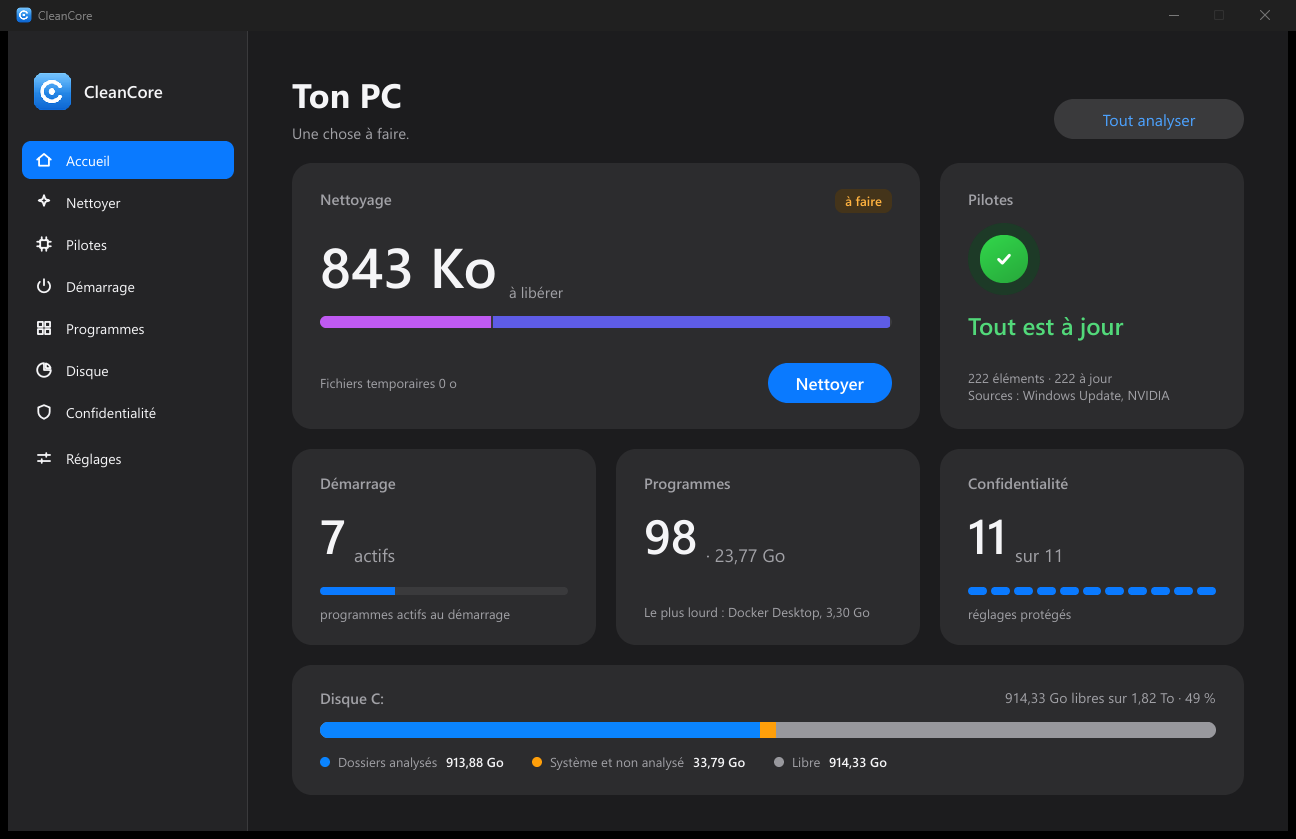 CleanCore
CleanCore
Accueil
Nettoyer
Pilotes
Démarrage
Programmes
Disque
Confidentialité
Réglages
Ton PC
Une chose à faire.
Tout analyser
Nettoyage
à faire
843 Ko à libérer
Fichiers temporaires 0 o
Nettoyer
Pilotes
Tout est à jour
222 éléments · 222 à jour
Sources : Windows Update, NVIDIA
Démarrage
7 actifs
programmes actifs au démarrage
Programmes
98 · 23,77 Go
Le plus lourd : Docker Desktop, 3,30 Go
Confidentialité
11 sur 11
réglages protégés
Disque C:
914,33 Go libres sur 1,82 To · 49 %
Dossiers analysés 913,88 Go
Système et non analysé 33,79 Go
Libre 914,33 Go